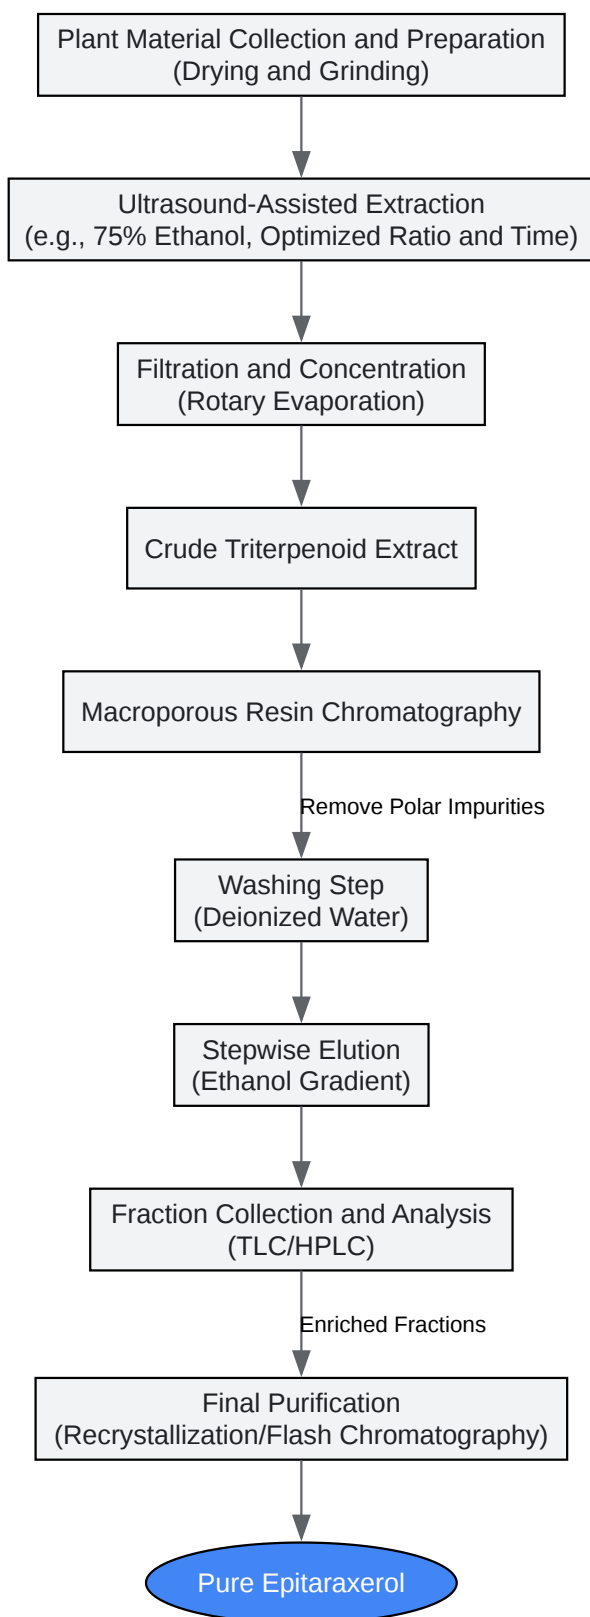 Plant Material Collection and Preparation
(Drying and Grinding)
Ultrasound-Assisted Extraction
(e.g., 75% Ethanol, Optimized Ratio and Time)
Filtration and Concentration
(Rotary Evaporation)
Crude Triterpenoid Extract
Macroporous Resin Chromatography
Remove Polar Impurities
Washing Step
(Deionized Water)
Stepwise Elution
(Ethanol Gradient)
Fraction Collection and Analysis
(TLC/HPLC)
Enriched Fractions
Final Purification
(Recrystallization/Flash Chromatography)
Pure Epitaraxerol